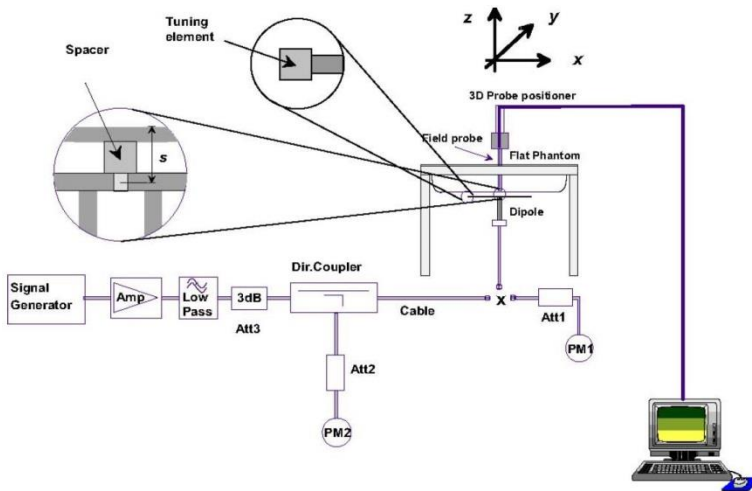 Tuning
element
Spacer
s
z
y
x
3D Probe positioner
Field probe
Flat Phantom
Dipole
Signal
Generator
Amp
Low
Pass
3dB
Att3
Dir.Coupler
Cable
x
Att1
PM1
Att2
PM2